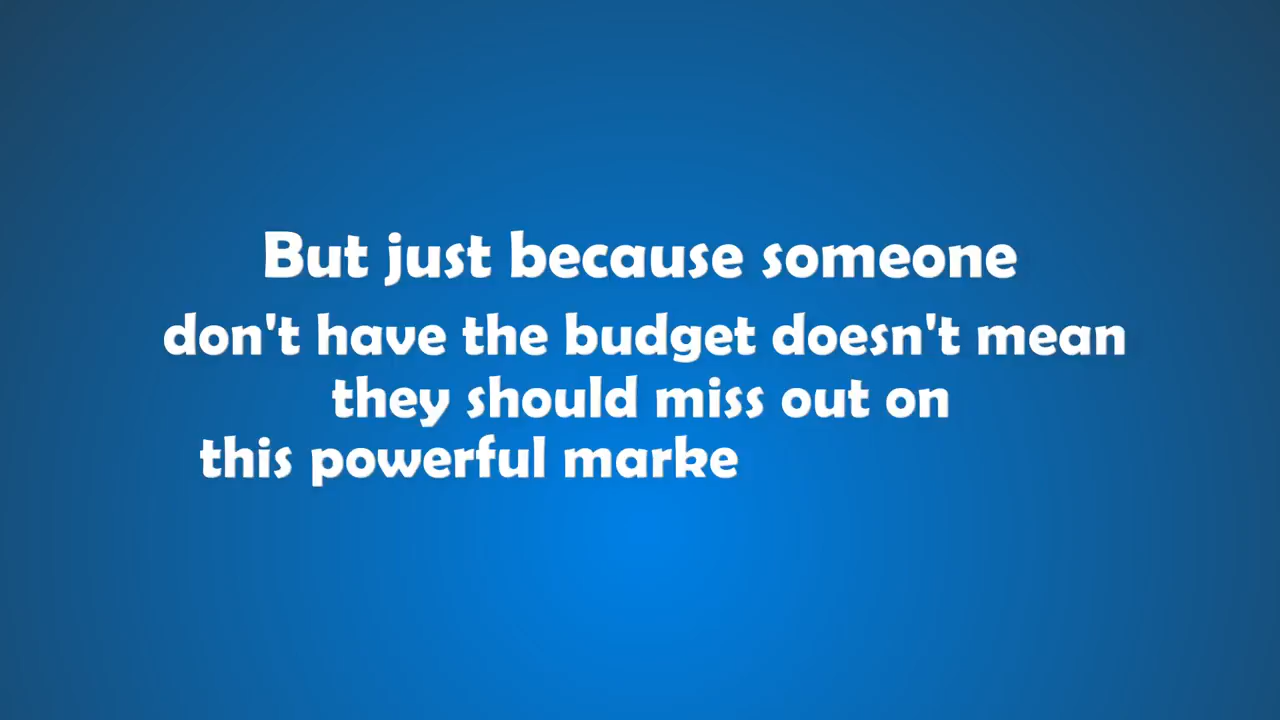 But just because someone
don't have the budget doesn't mean
they should miss out on
this powerful marke